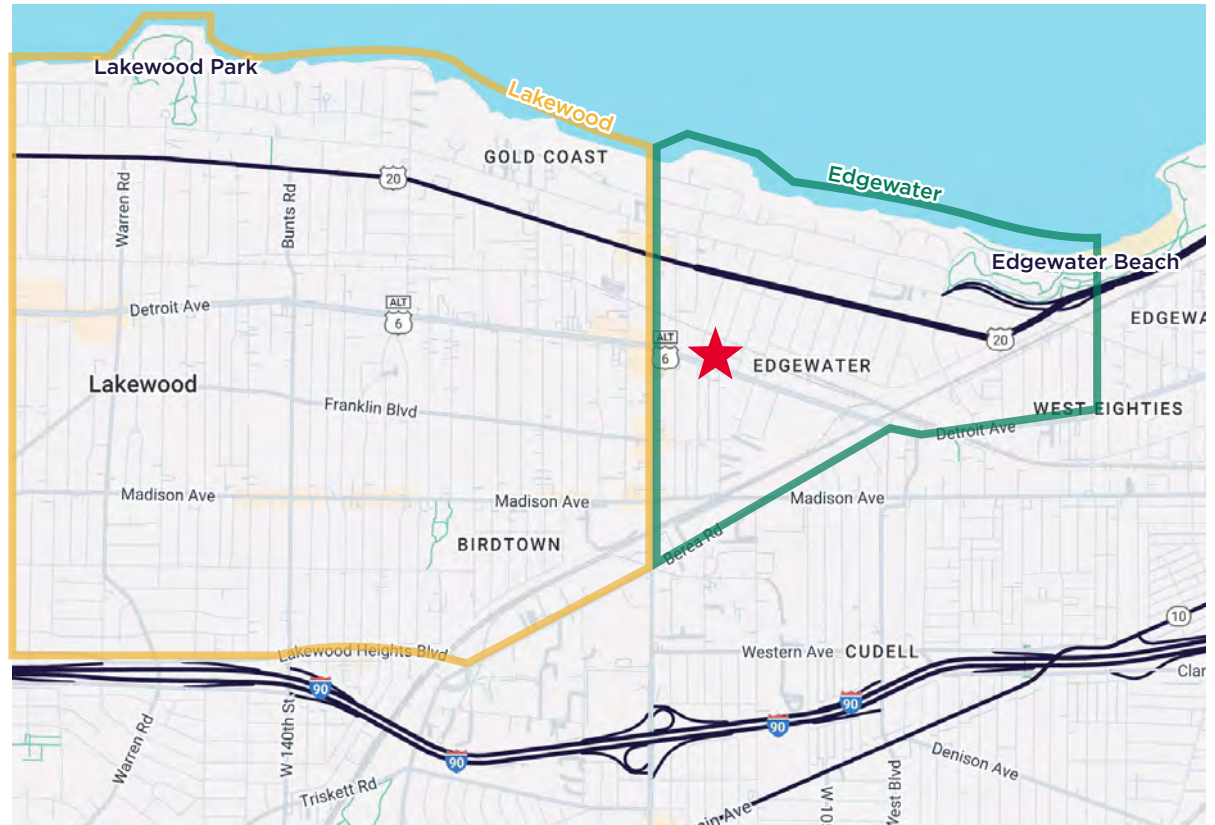 Lakewood Park
Lakewood
GOLD COAST
20
Warren Rd
Bunts Rd
Edgewater
Edgewater Beach
Detroit Ave
ALT
6
ALT
6
20
EDGEWA
EDGEWATER
Lakewood
Franklin Blvd
WEST EIGHTIES
Detroit Ave
Madison Ave
Madison Ave
Madison Ave
BIRDTOWN
Berea Rd
10
Lakewood Heights Blvd
Western Ave
CUDELL
Clar
90
90
90
90
W 140th St
Warren Rd
Triskett Rd
Denison Ave
West Blvd
W 10
ain Ave